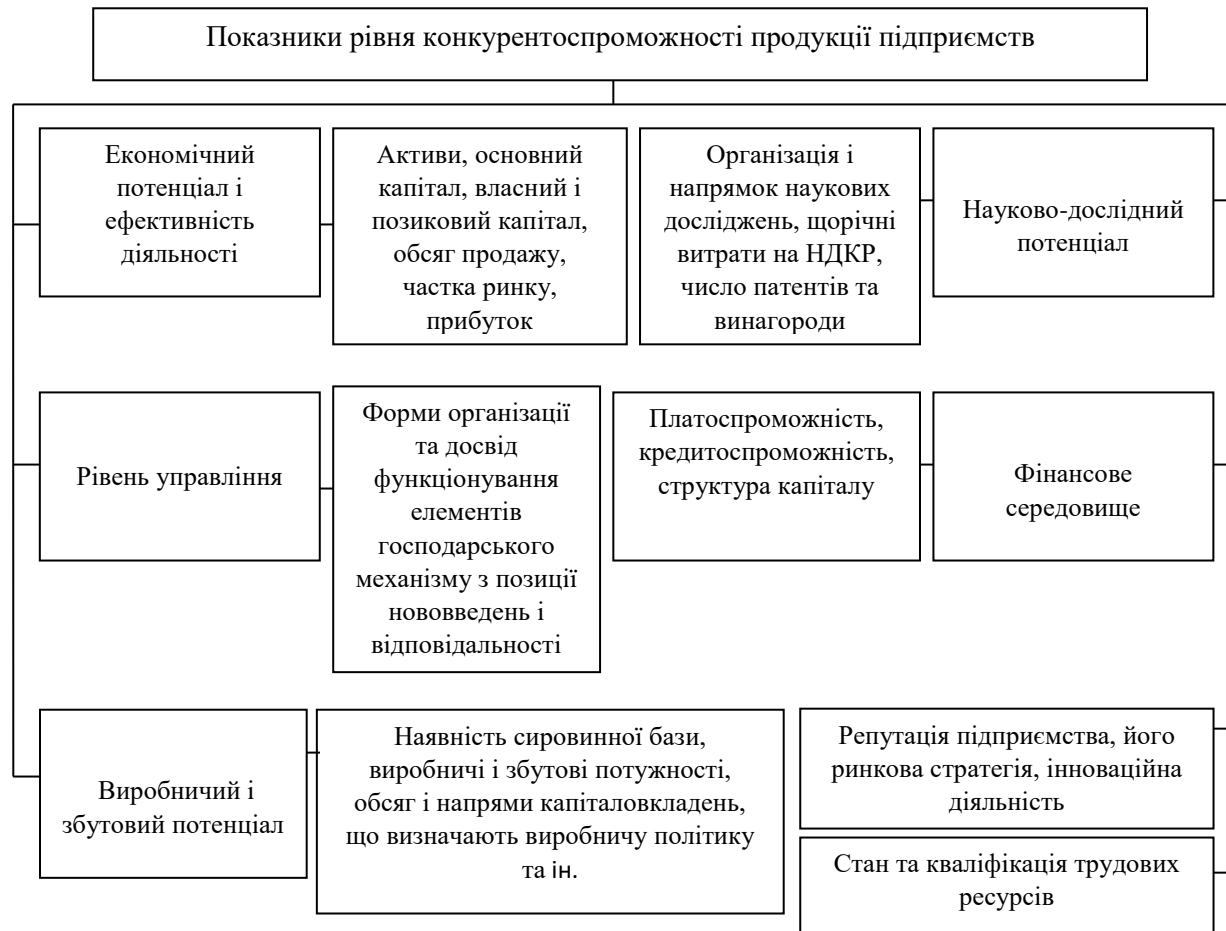 Показники рівня конкурентоспроможності продукції підприємств
Економічний
потенціал і
ефективність
діяльності
Активи, основний
капітал, власний і
позиковий капітал,
обсяг продажу,
частка ринку,
прибуток
Організація і
напрямок наукових
досліджень, щорічні
витрати на НДКР,
число патентів та
винагороди
Науково-дослідний
потенціал
Рівень управління
Форми організації
та досвід
функціонування
елементів
господарського
механізму з позиції
нововведень і
відповідальності
Платоспроможність,
кредитоспроможність,
структура капіталу
Фінансове
середовище
Виробничий і
збутовий потенціал
Наявність сировинної бази,
виробничі і збутові потужності,
обсяг і напрями капіталовкладень,
що визначають виробничу політику
та ін.
Репутація підприємства, його
ринкова стратегія, інноваційна
діяльність
Стан та кваліфікація трудових
ресурсів